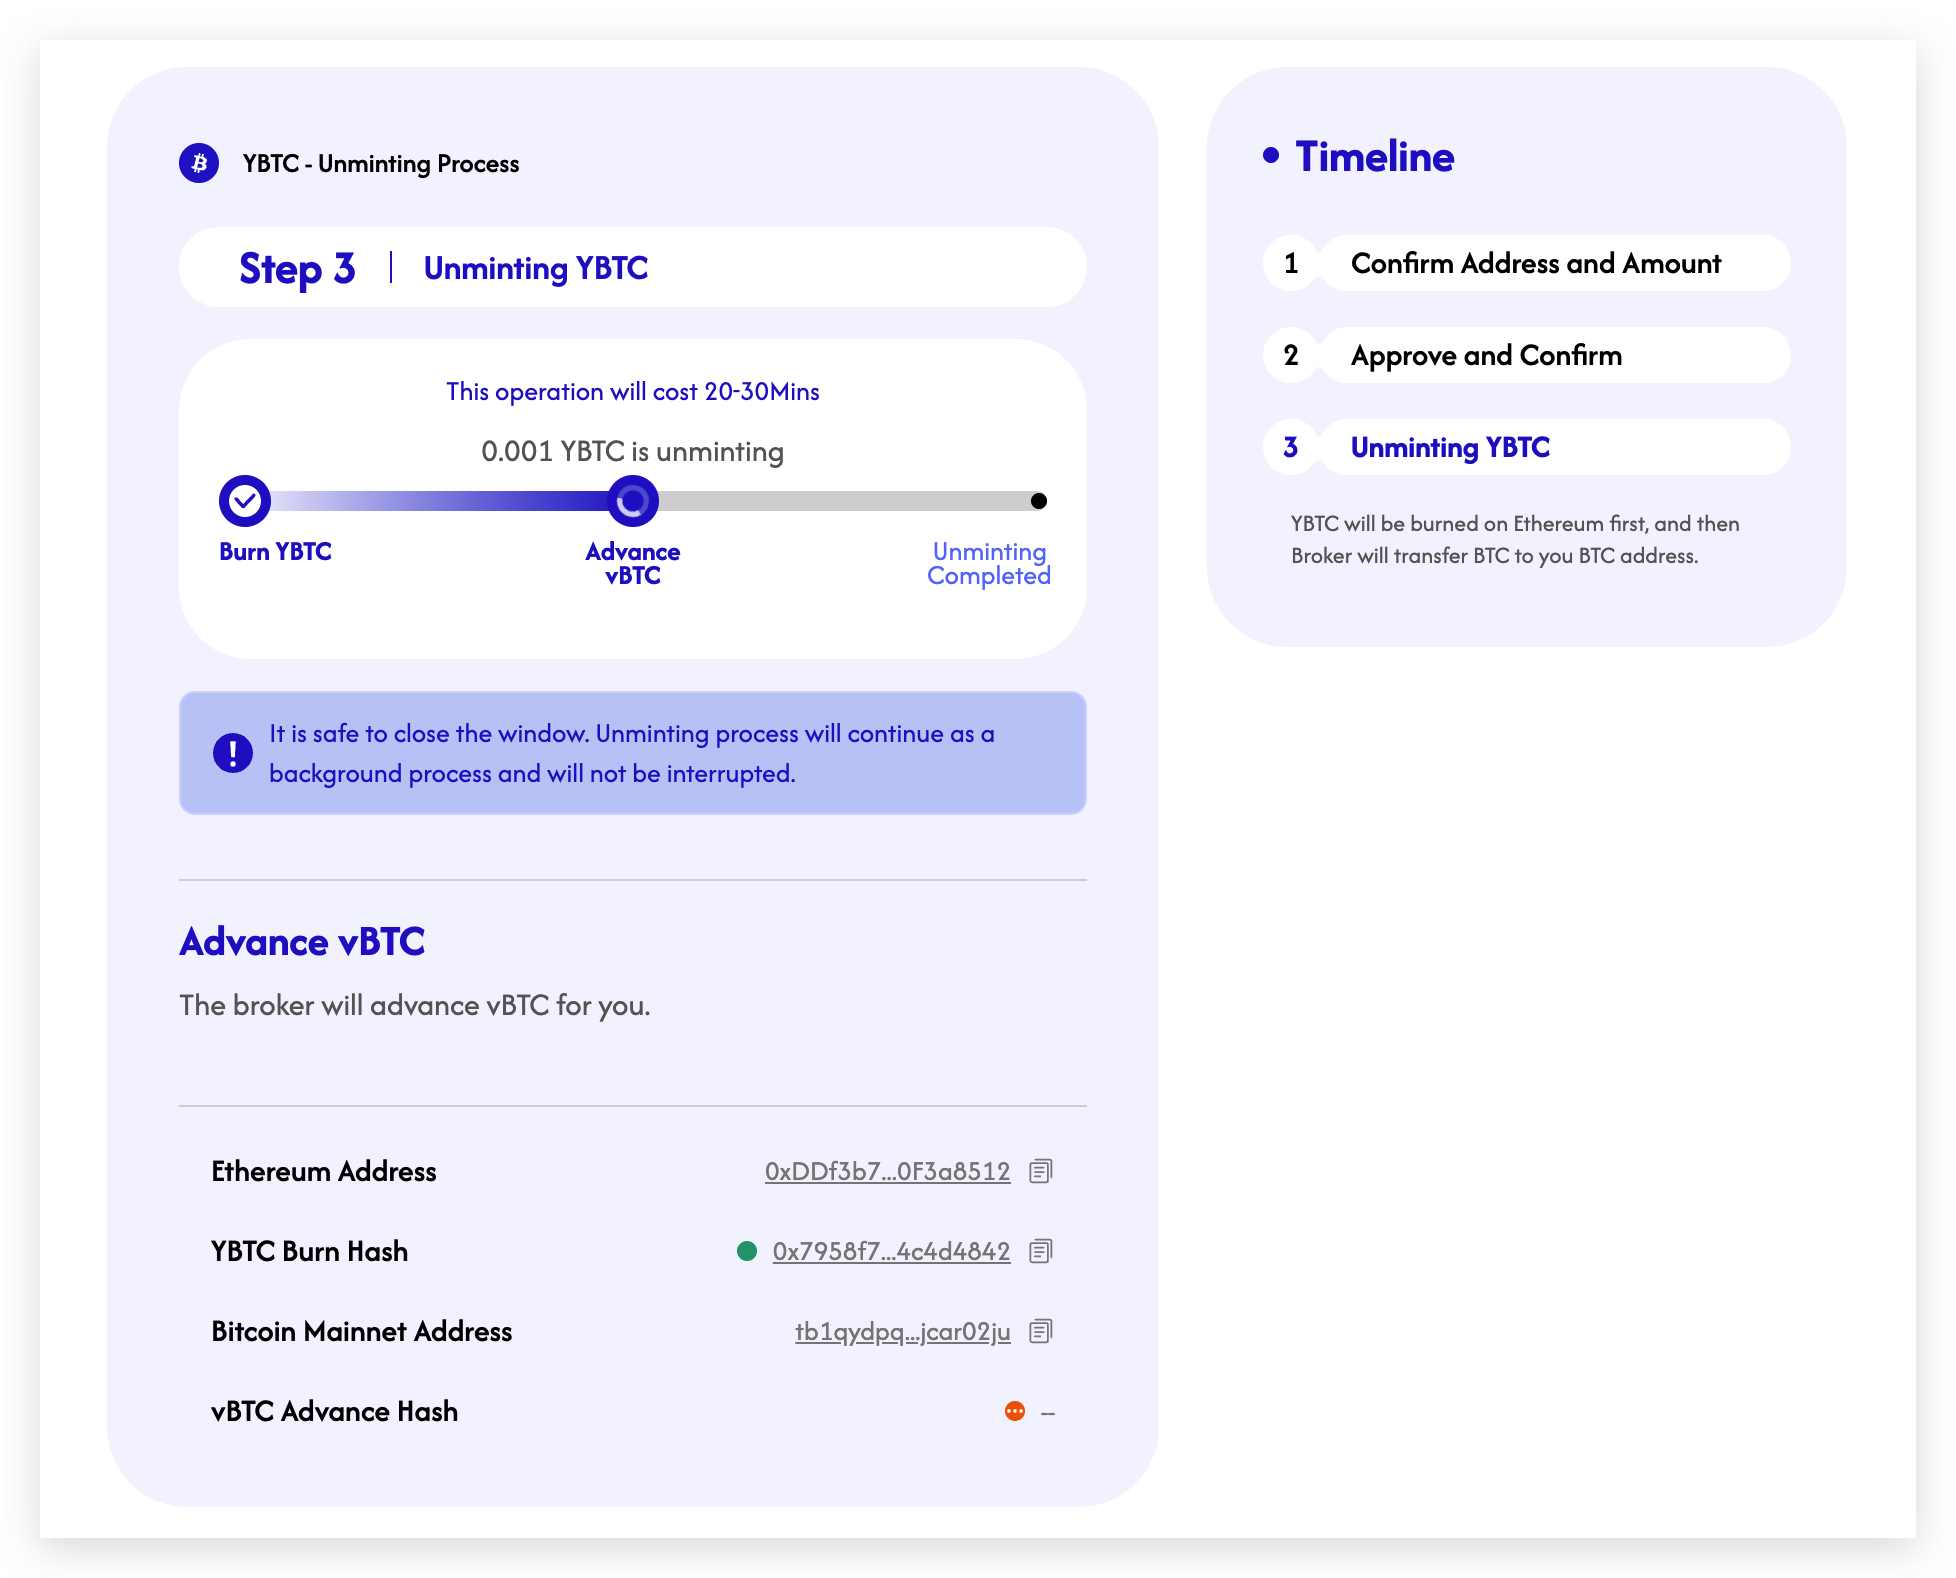 YBTC - Unminting Process
Step 3
Unminting YBTC
This operation will cost 20-30Mins
0.001 YBTC is unminting
Burn YBTC
Advance
vBTC
Unminting
Completed
It is safe to close the window. Unminting process will continue as a
background process and will not be interrupted.
Advance vBTC
The broker will advance vBTC for you.
Ethereum Address
0xDDf3b7...0F3a8512
YBTC Burn Hash
0x7958f7...4c4d4842
Bitcoin Mainnet Address
tb1qydpq...jcar02ju
vBTC Advance Hash
--
Timeline
1 Confirm Address and Amount
2 Approve and Confirm
3 Unminting YBTC
YBTC will be burned on Ethereum first, and then
Broker will transfer BTC to you BTC address.